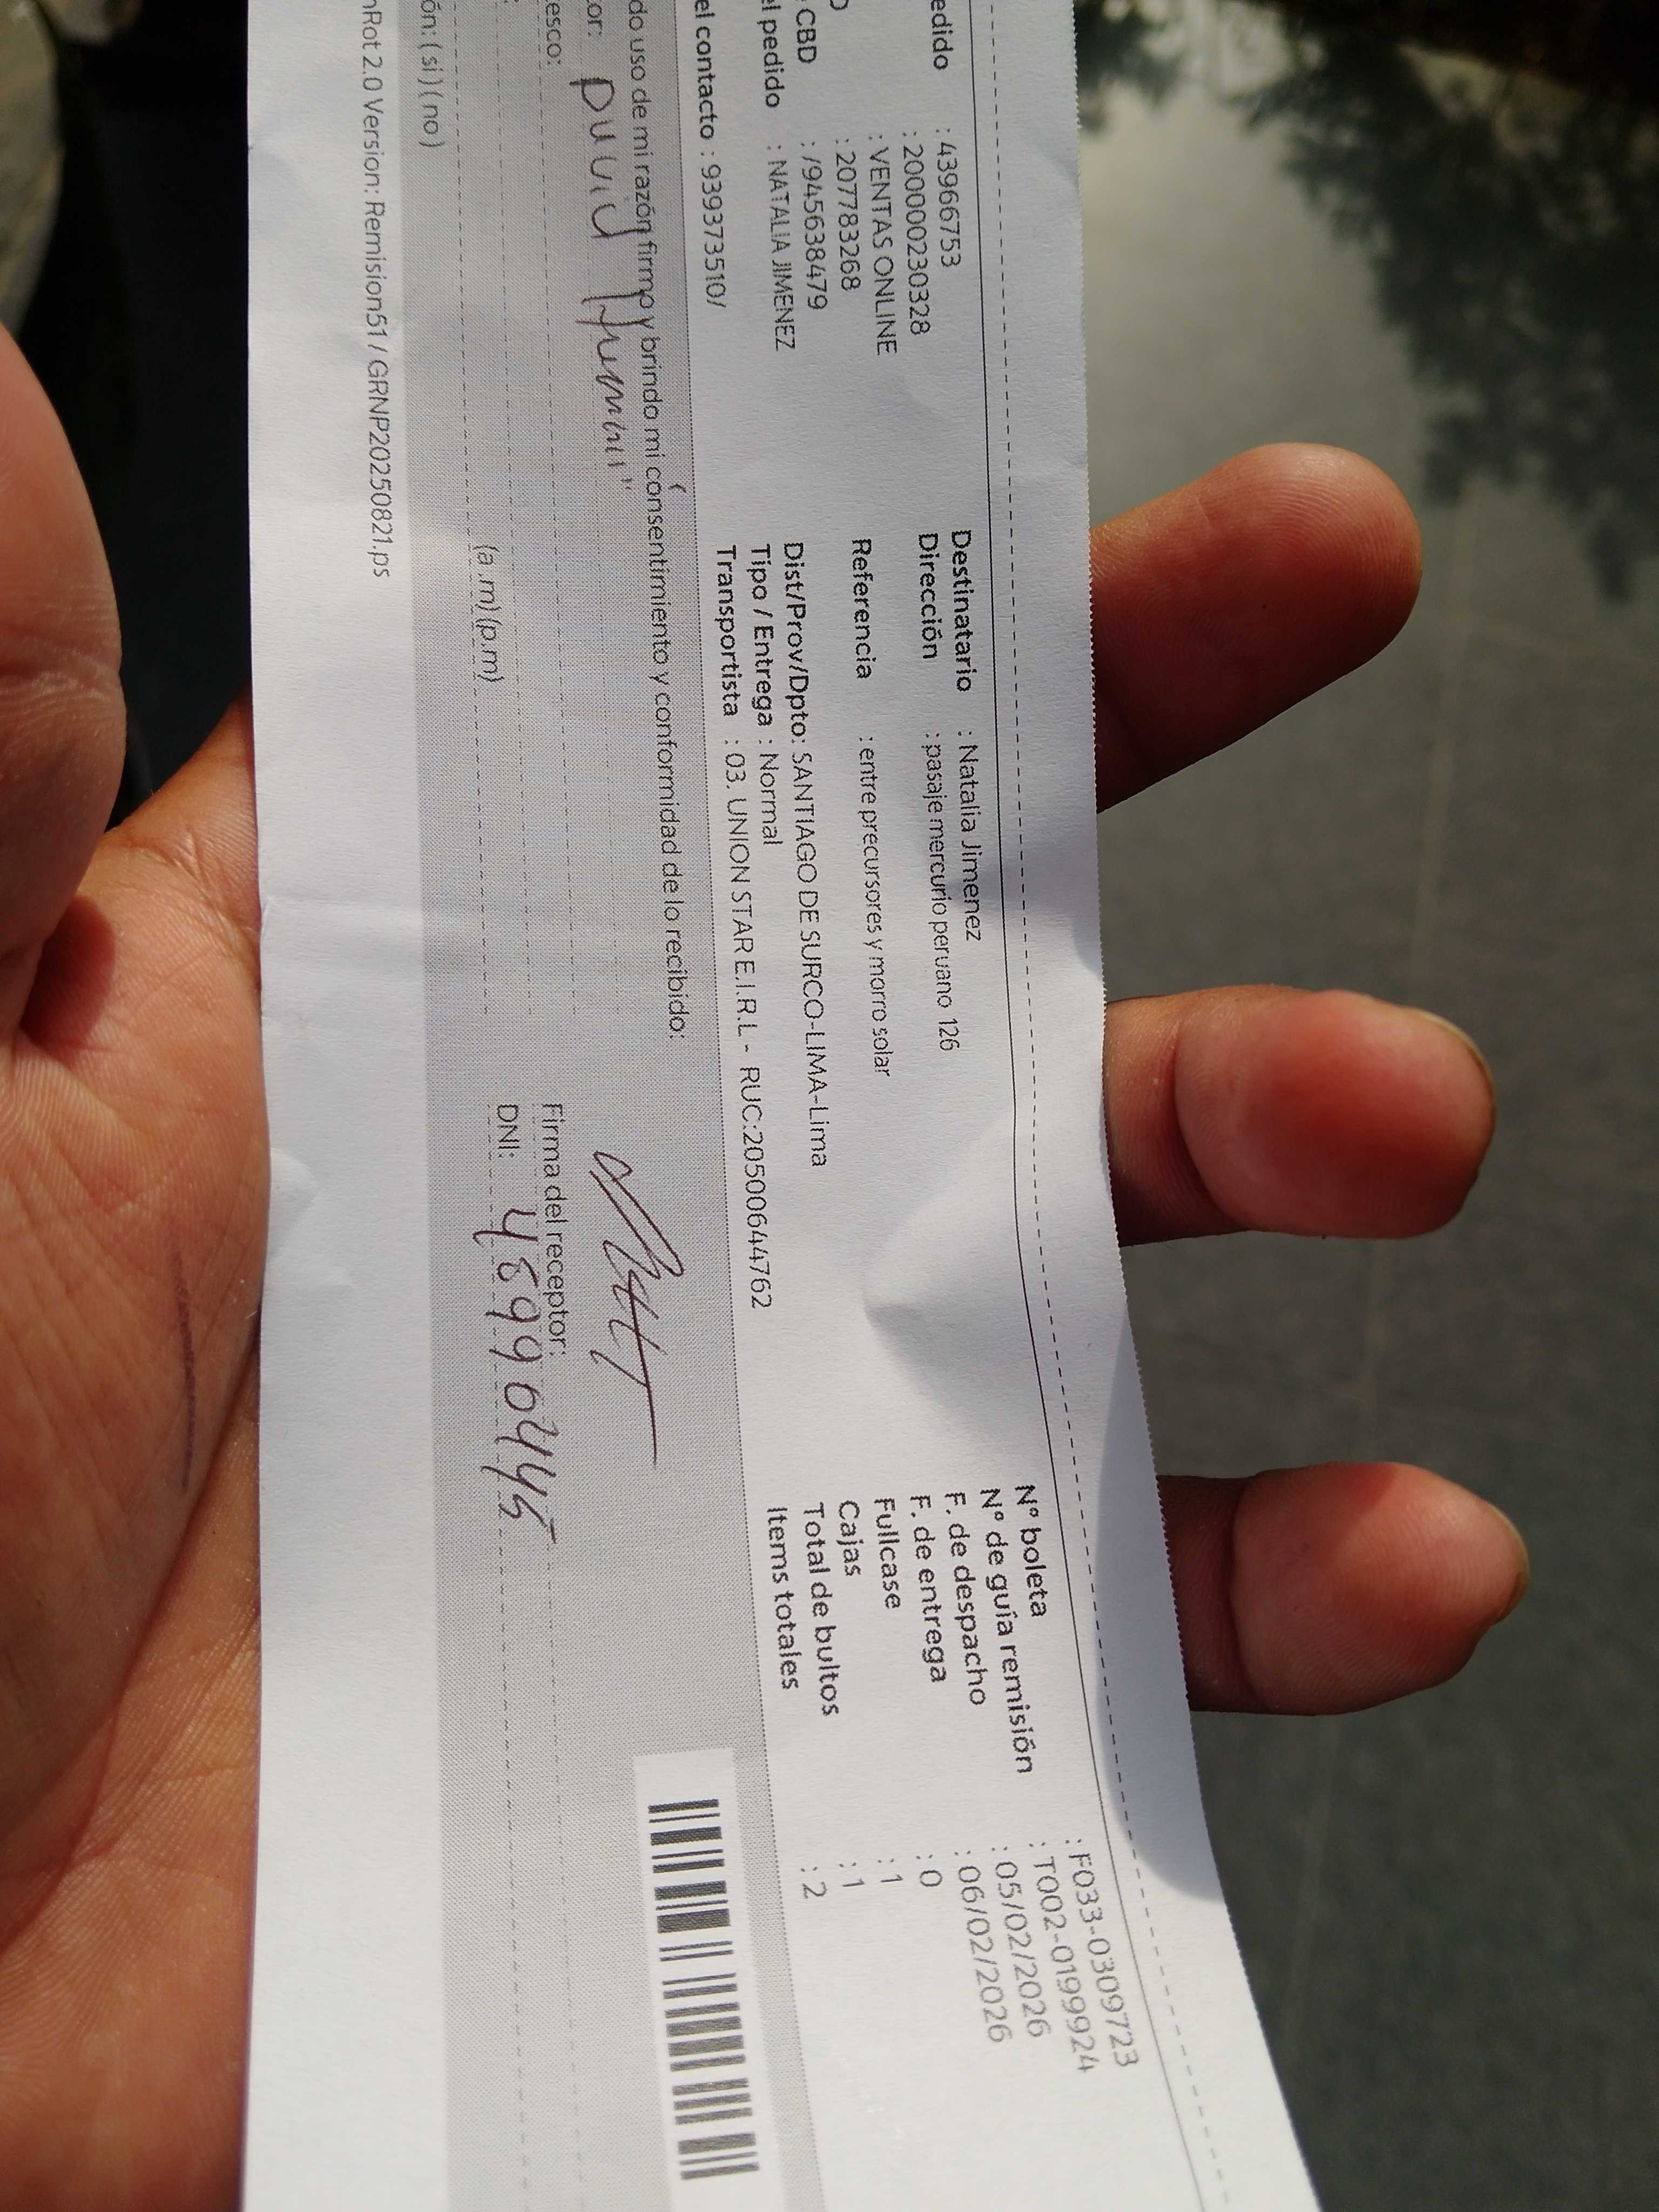 edido : 43966753
: 2000002303​28
: VENTAS ONLINE
: 207783268
CBD : /945638479
el pedido : NATALIA JIMENEZ
el contacto : 939373510/
Destinatario : Natalia Jimenez
Dirección : pasaje mercurio peruano 126
Referencia : entre precursores y morro solar
Dist/Prov/Dpto: SANTIAGO DE SURCO-LIMA-Lima
Tipo / Entrega : Normal
Transportista : 03. UNION STAR E.I.R.L - RUC:20500644762
N° boleta : F033-0309723
N° de guía remisión : T002-0199924
F. de despacho : 05/02/2026
F. de entrega : 06/02/2026
Fullcase : 0
Cajas : 1
Total de bultos : 1
Items totales : 2
do uso de mi razón firmo y brindo mi consentimiento y conformidad de lo recibido:
or:
esco:
Firma del receptor:
DNI: 48990445
(a.m) (p.m)
ón: ( si ) ( no )
nRot 2.0 Version: Remision51 / GRNP20250821.ps